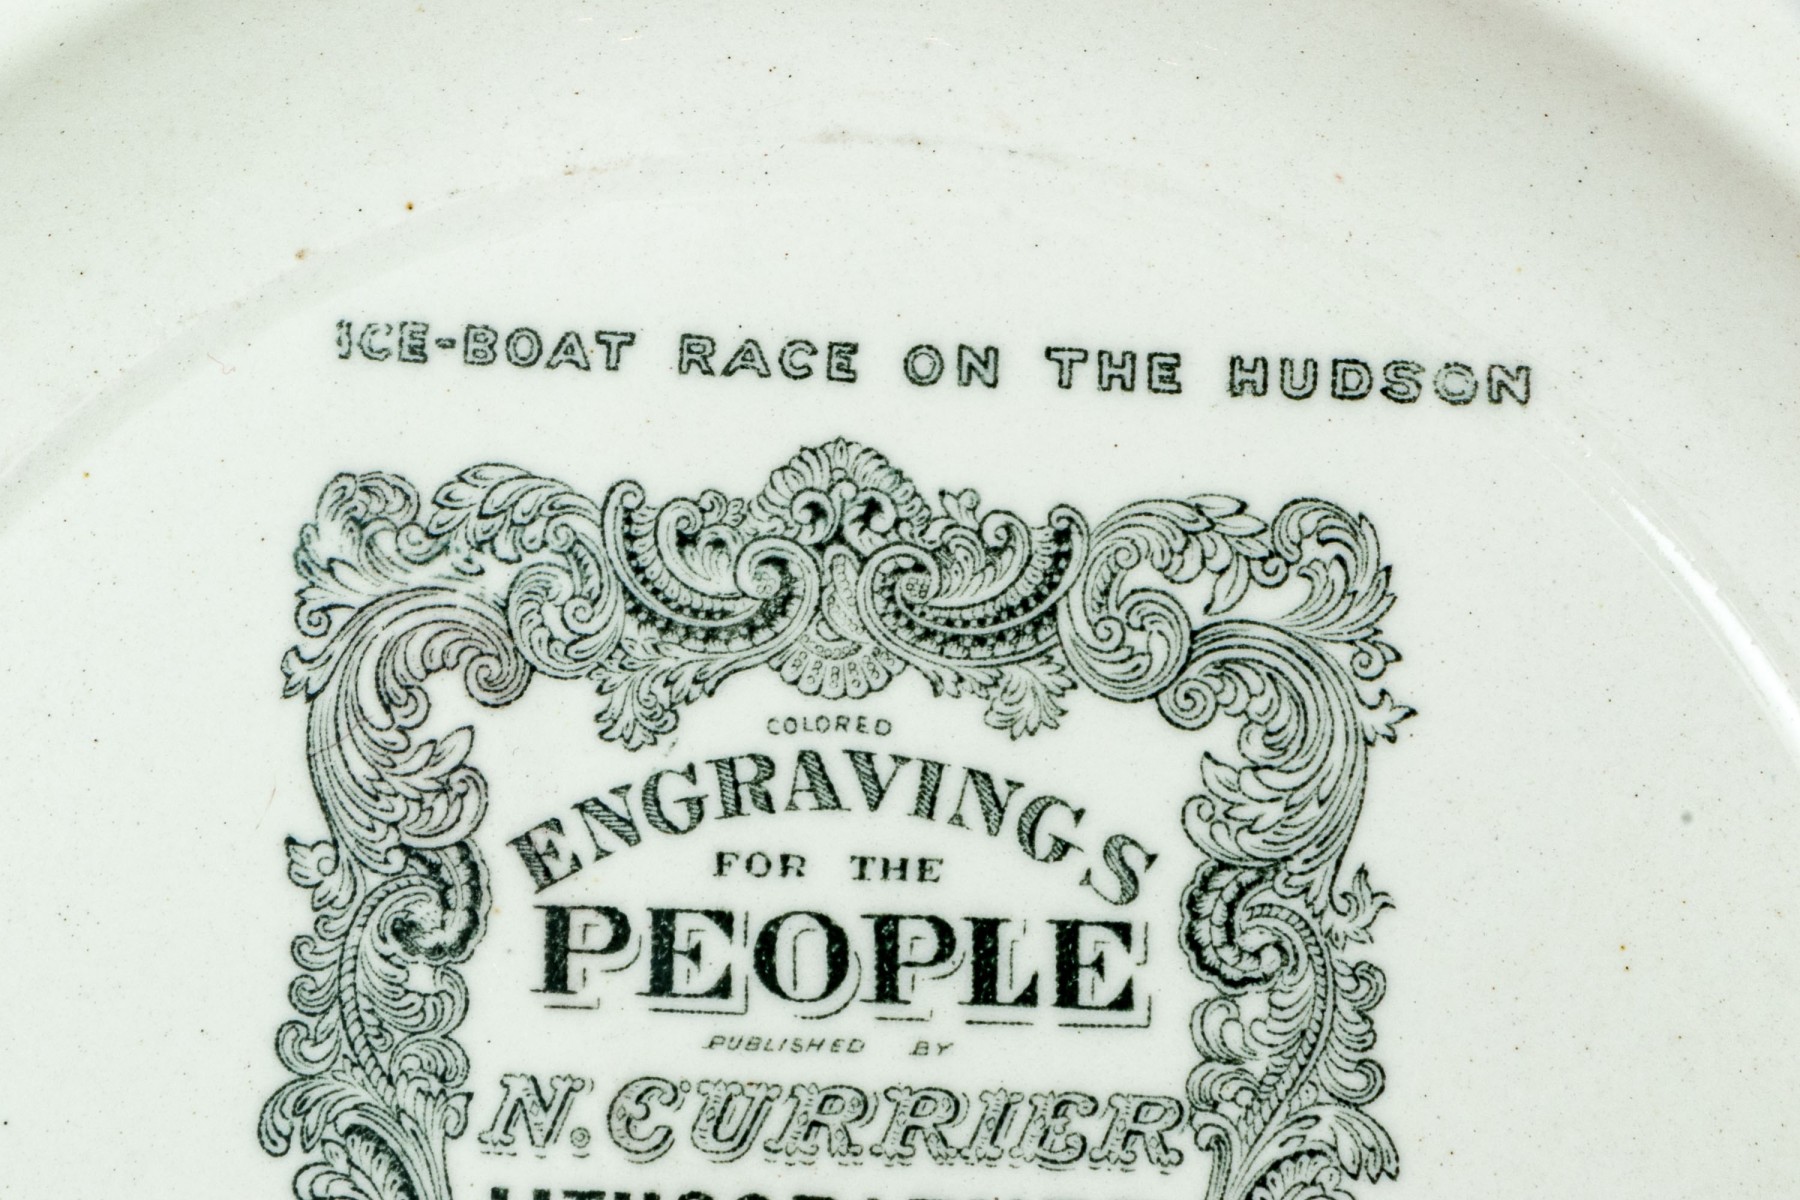 ICE-BOAT RACE ON THE HUDSON
COLORED
ENGRAVINGS
FOR THE
PEOPLE
PUBLISHED BY
N. CURRIER